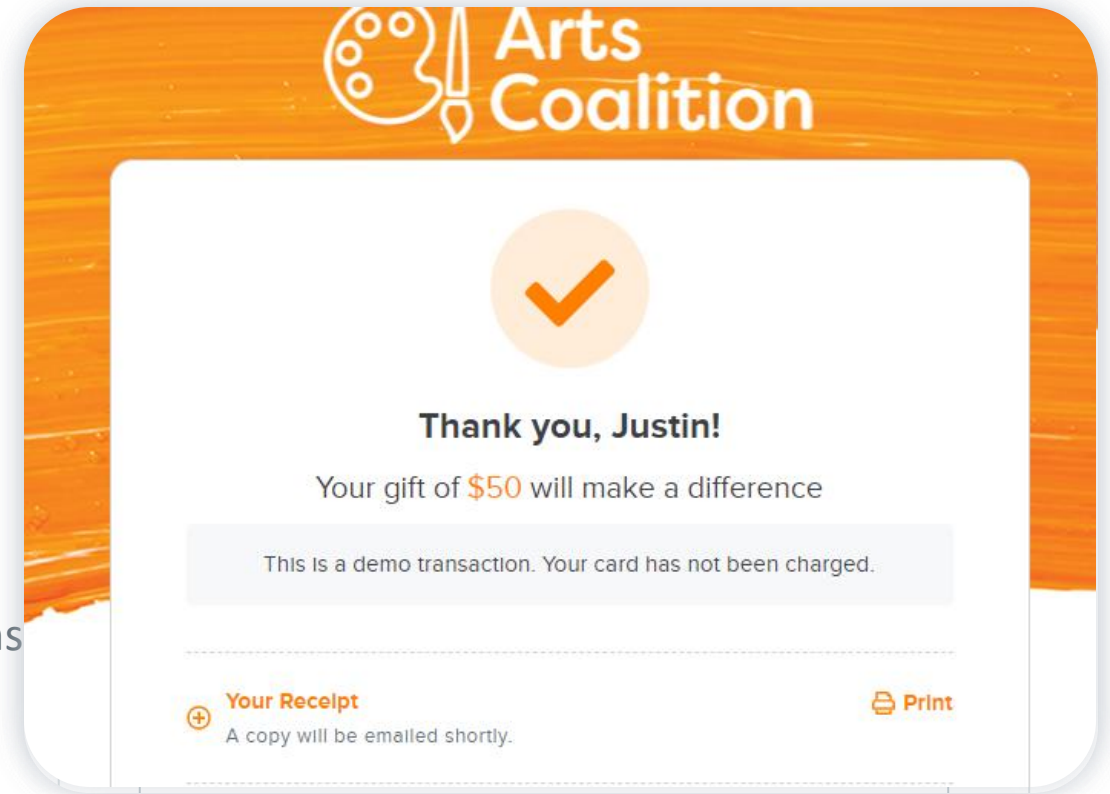 Arts
Coalition
Thank you, Justin!
Your gift of $50 will make a difference
This is a demo transaction. Your card has not been charged.
Your Receipt
Print
A copy will be emailed shortly.